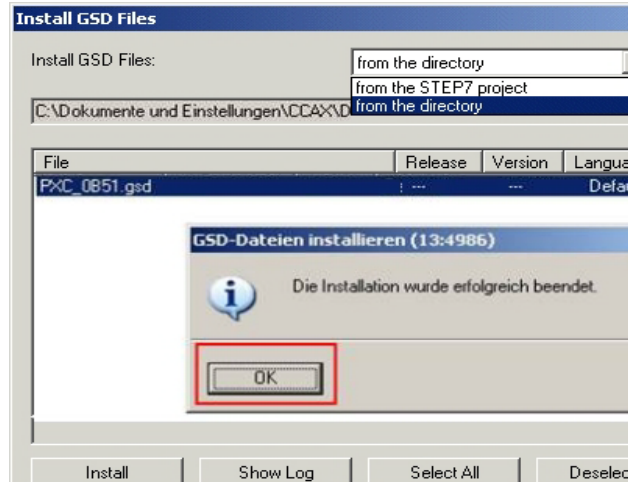 Install GSD Files
Install GSD Files:
from the directory
from the STEP7 project
from the directory
C:\Dokumente und Einstellungen\CCAX\D
File Release Version Langua
PXC_0B51.gsd --- --- Defau
GSD-Dateien installieren (13:4986)
Die Installation wurde erfolgreich beendet.
OK
Install Show Log Select All Deselec